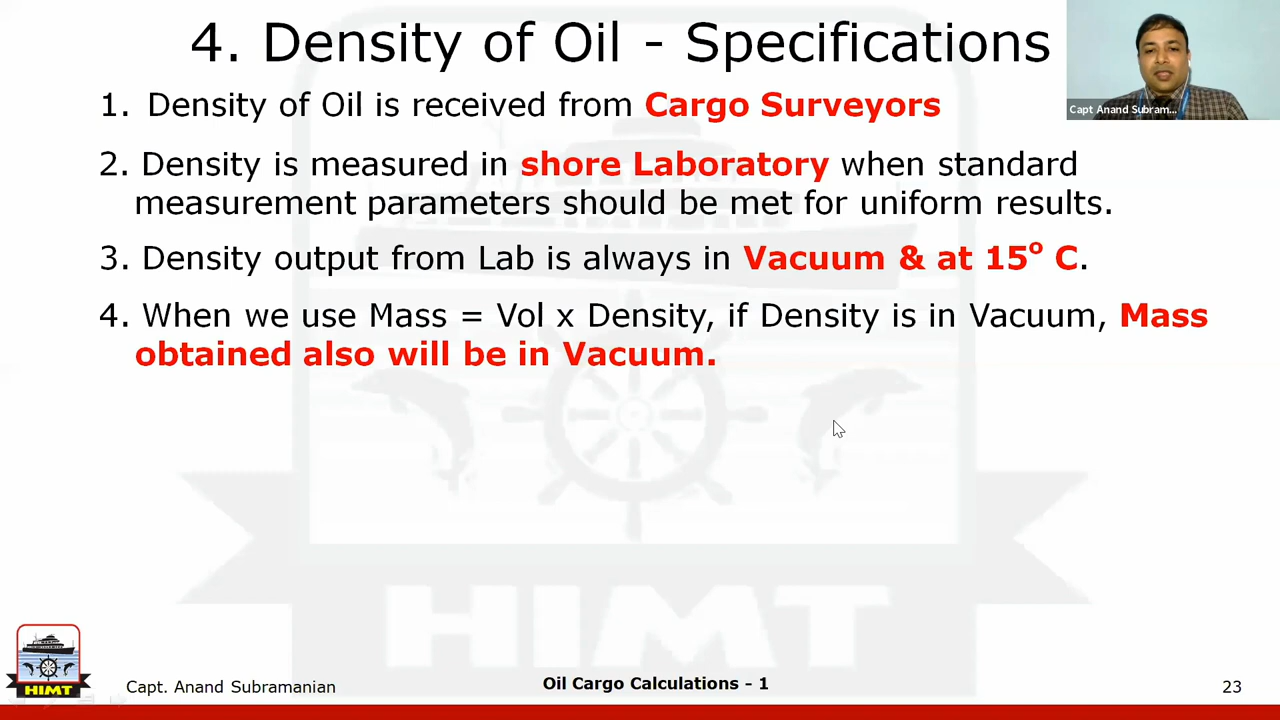 4. Density of Oil - Specifications
Capt Anand Subram...
1. Density of Oil is received from Cargo Surveyors
2. Density is measured in shore Laboratory when standard
measurement parameters should be met for uniform results.
3. Density output from Lab is always in Vacuum & at 15° C.
4. When we use Mass = Vol x Density, if Density is in Vacuum, Mass
obtained also will be in Vacuum.
HIMT
HIMT
Capt. Anand Subramanian
Oil Cargo Calculations - 1
23